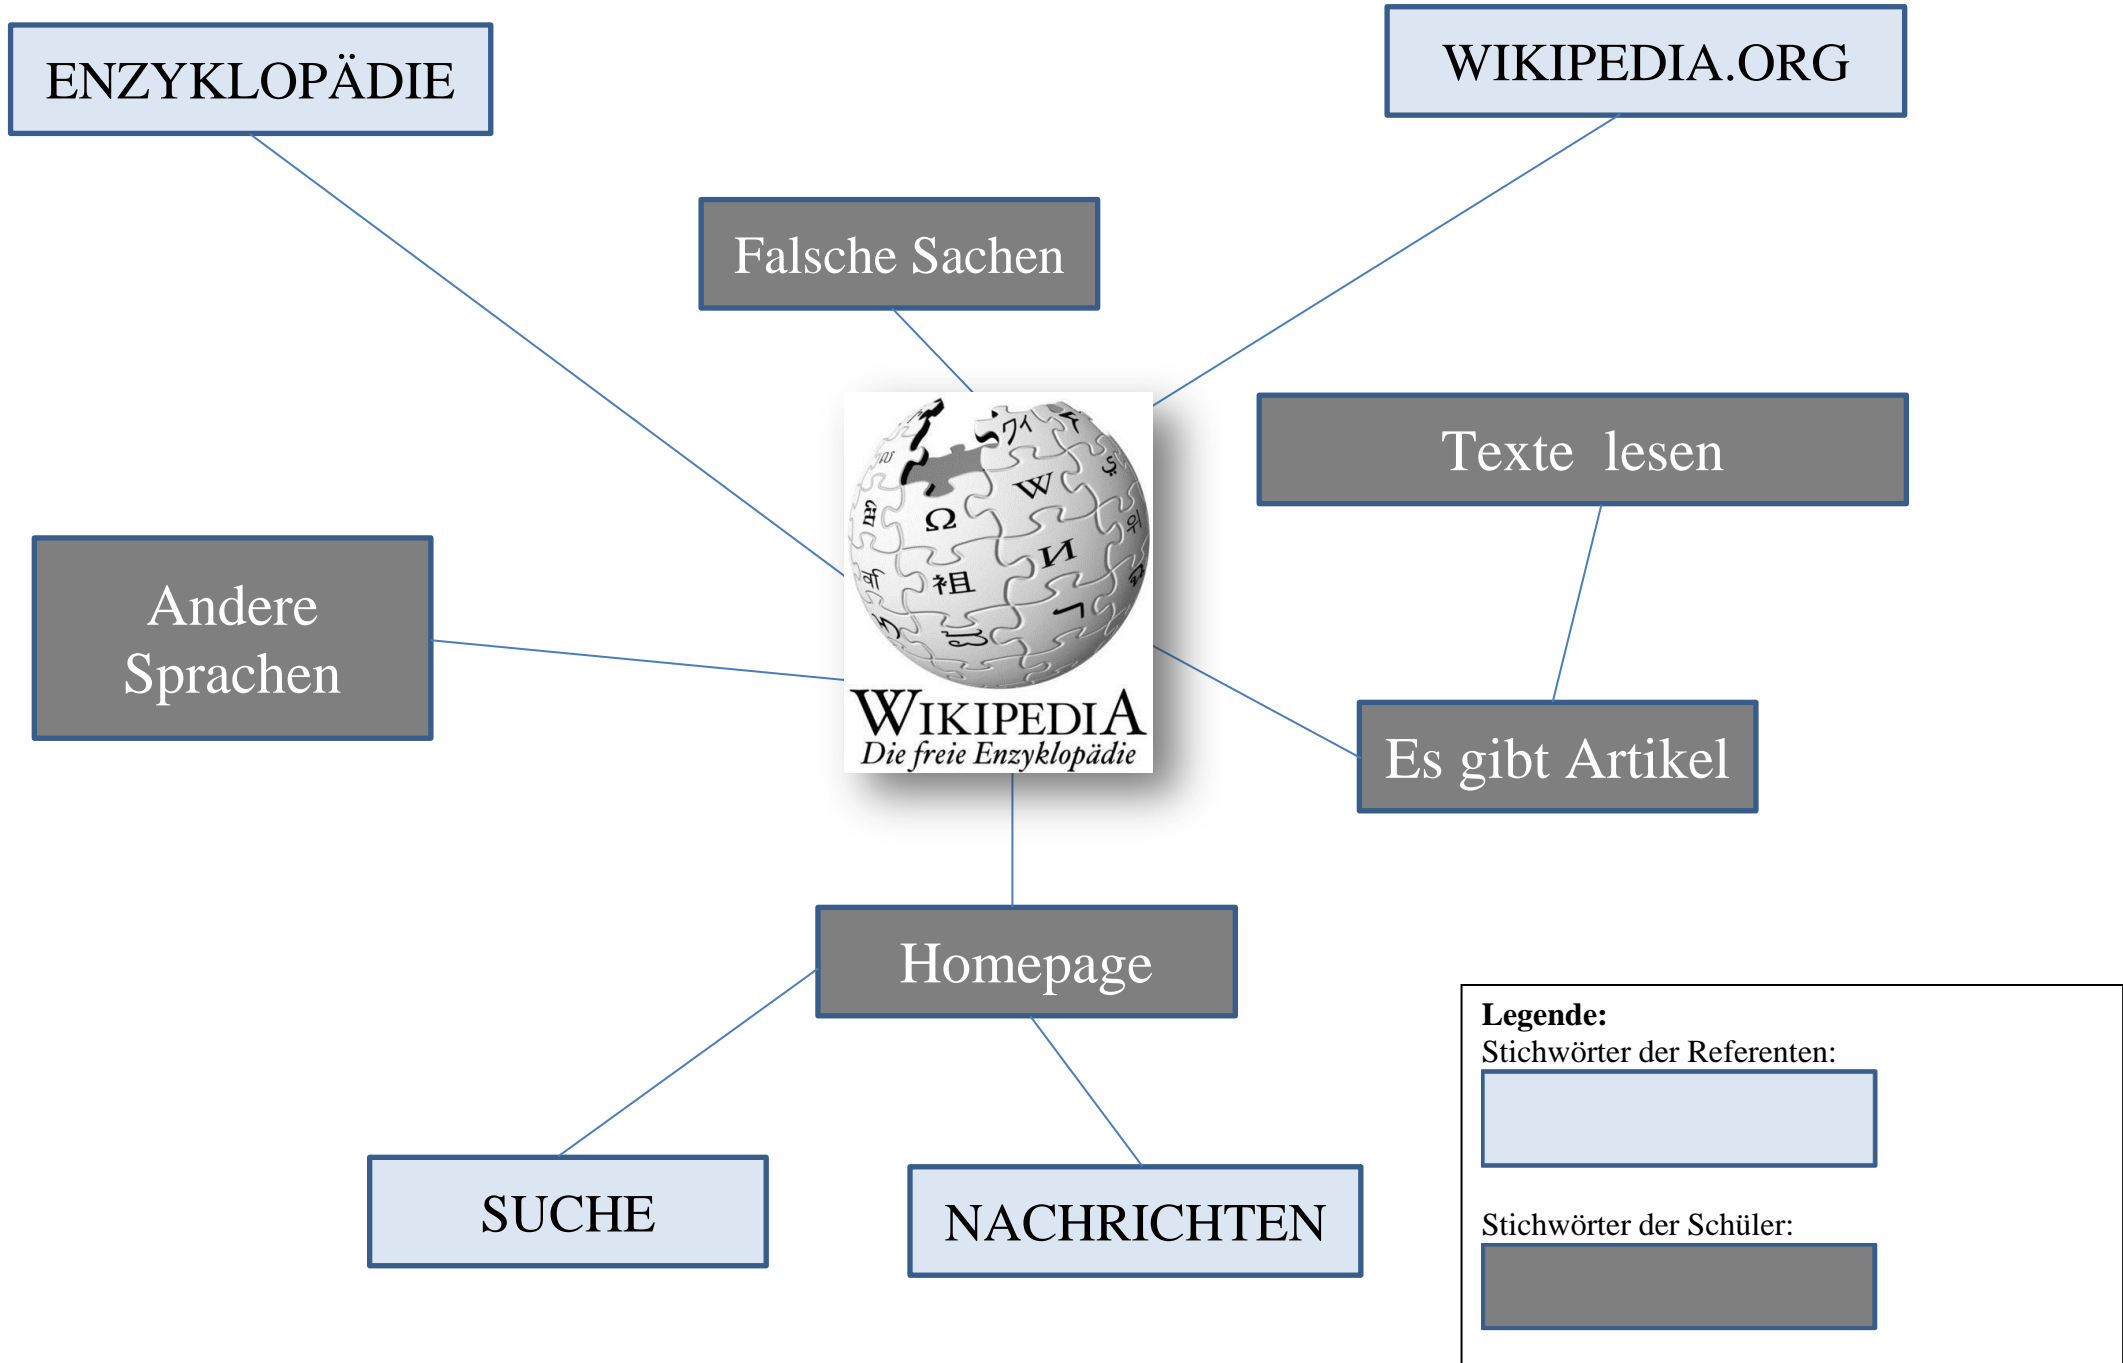 ENZYKLOPÄDIE
WIKIPEDIA.ORG
Falsche Sachen
Texte  lesen
Andere
Sprachen
Ω
W
И
祖
WIKIPEDIA
Die freie Enzyklopädie
Es gibt Artikel
Homepage
SUCHE
NACHRICHTEN
Legende:
Stichwörter der Referenten:
Stichwörter der Schüler: